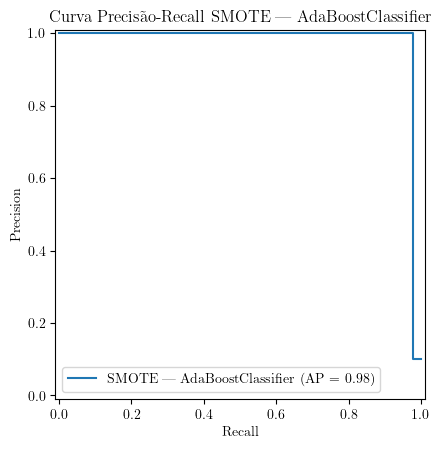 Curva Precisão-Recall SMOTE — AdaBoostClassifier
1.0
0.8
0.6
0.4
0.2
0.0
Precision
SMOTE — AdaBoostClassifier (AP = 0.98)
0.0 0.2 0.4 0.6 0.8 1.0
Recall